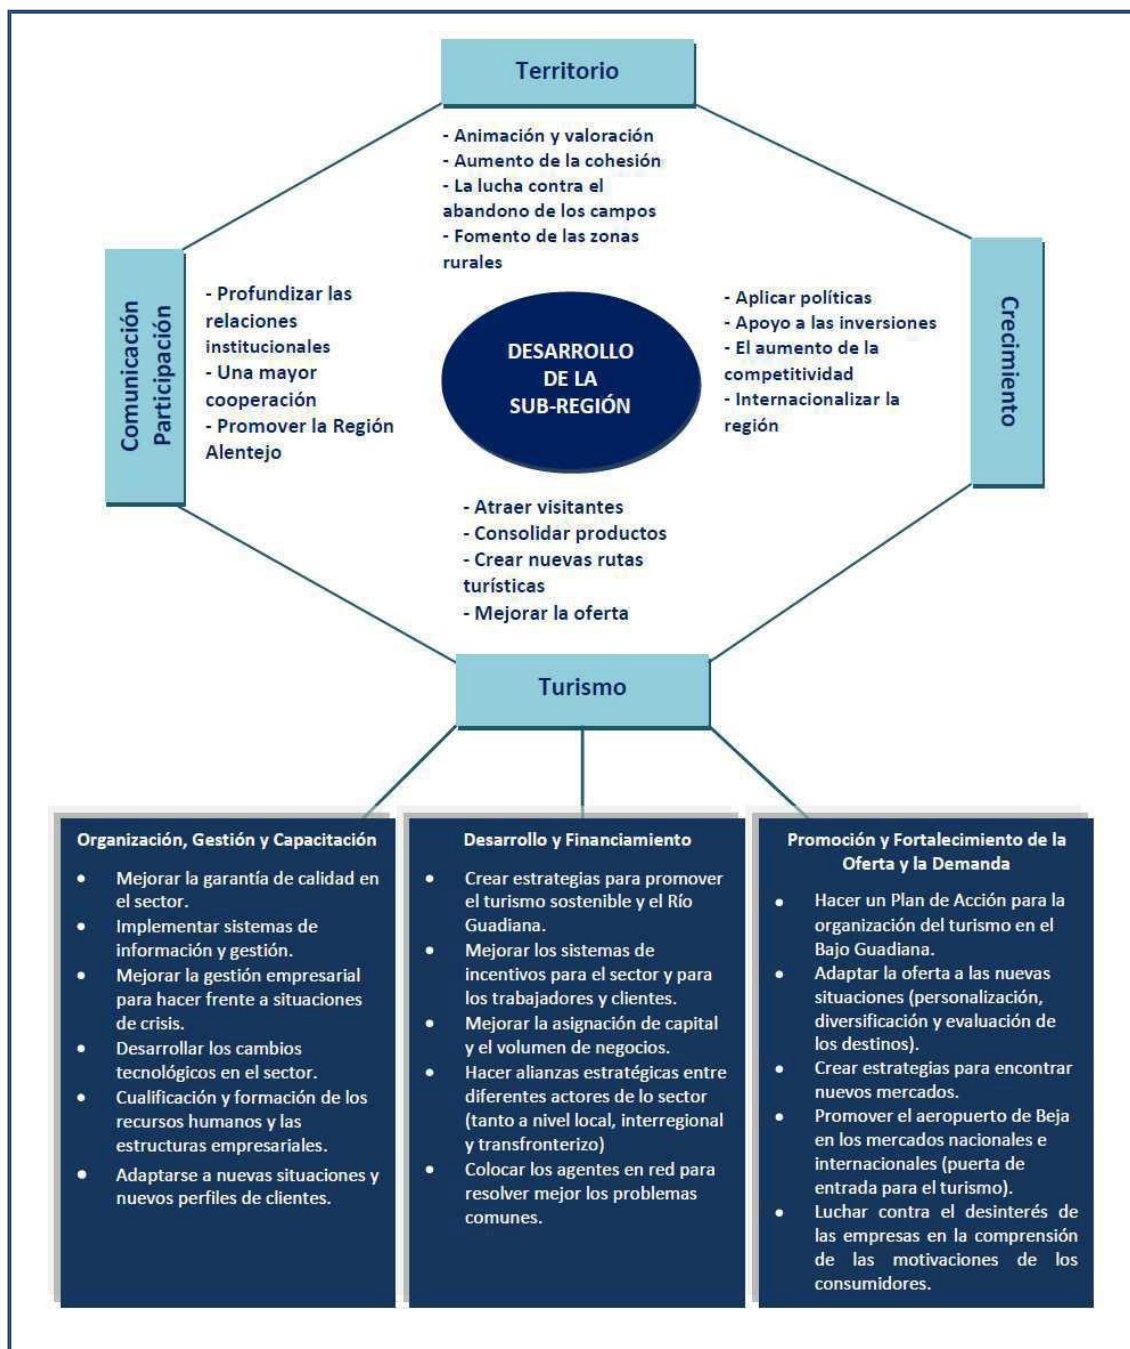 Territorio
- Animación y valoración
- Aumento de la cohesión
- La lucha contra el
abandono de los campos
- Fomento de las zonas
rurales
Comunicación
Participación
- Profundizar las
relaciones
institucionales
- Una mayor
cooperación
- Promover la Región
Alentejo
DESARROLLO
DE LA
SUB-REGIÓN
- Aplicar políticas
- Apoyo a las inversiones
- El aumento de la
competitividad
- Internacionalizar la
región
Crecimiento
- Atraer visitantes
- Consolidar productos
- Crear nuevas rutas
turísticas
- Mejorar la oferta
Turismo
Organización, Gestión y Capacitación
• Mejorar la garantía de calidad en
el sector.
• Implementar sistemas de
información y gestión.
• Mejorar la gestión empresarial
para hacer frente a situaciones
de crisis.
• Desarrollar los cambios
tecnológicos en el sector.
• Cualificación y formación de los
recursos humanos y las
estructuras empresariales.
• Adaptarse a nuevas situaciones y
nuevos perfiles de clientes.
Desarrollo y Financiamiento
• Crear estrategias para promover
el turismo sostenible y el Río
Guadiana.
• Mejorar los sistemas de
incentivos para el sector y para
los trabajadores y clientes.
• Mejorar la asignación de capital
y el volumen de negocios.
• Hacer alianzas estratégicas entre
diferentes actores de lo sector
(tanto a nivel local, interregional
y transfronterizo)
• Colocar los agentes en red para
resolver mejor los problemas
comunes.
Promoción y Fortalecimiento de la
Oferta y la Demanda
• Hacer un Plan de Acción para la
organización del turismo en el
Bajo Guadiana.
• Adaptar la oferta a las nuevas
situaciones (personalización,
diversificación y evaluación de
los destinos).
• Crear estrategias para encontrar
nuevos mercados.
• Promover el aeropuerto de Beja
en los mercados nacionales e
internacionales (puerta de
entrada para el turismo).
• Luchar contra el desinterés de
las empresas en la comprensión
de las motivaciones de los
consumidores.